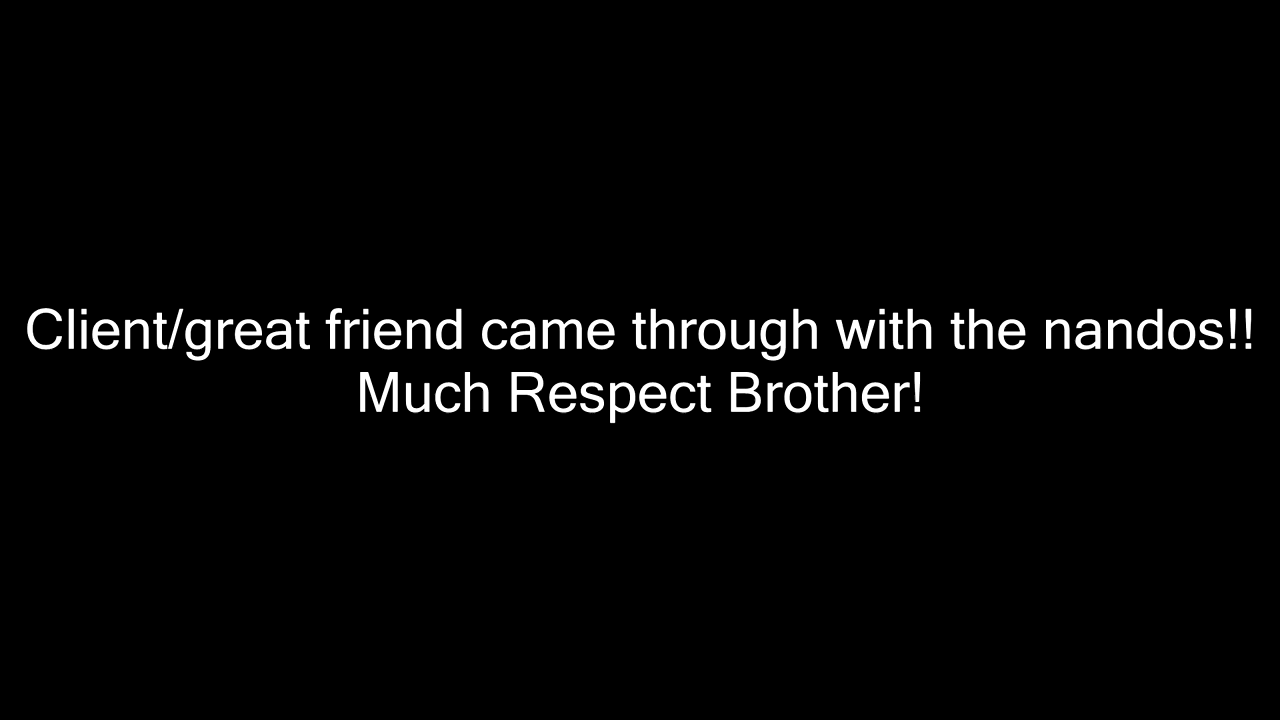 Client/great friend came through with the nandos!!
Much Respect Brother!